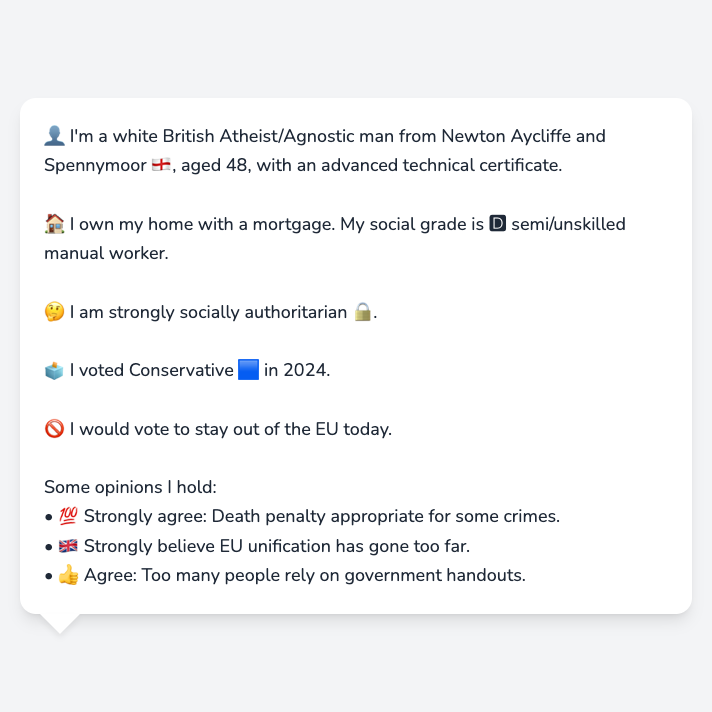 👤 I'm a white British Atheist/Agnostic man from Newton Aycliffe and
Spennymoor 🏴󠁧󠁢󠁥󠁮󠁧󠁿, aged 48, with an advanced technical certificate.
🏠 I own my home with a mortgage. My social grade is 🅳 semi/unskilled
manual worker.
🤔 I am strongly socially authoritarian 🔒.
🗳️ I voted Conservative 🟦 in 2024.
🚫 I would vote to stay out of the EU today.
Some opinions I hold:
• 💯 Strongly agree: Death penalty appropriate for some crimes.
• 🇬🇧 Strongly believe EU unification has gone too far.
• 👍 Agree: Too many people rely on government handouts.